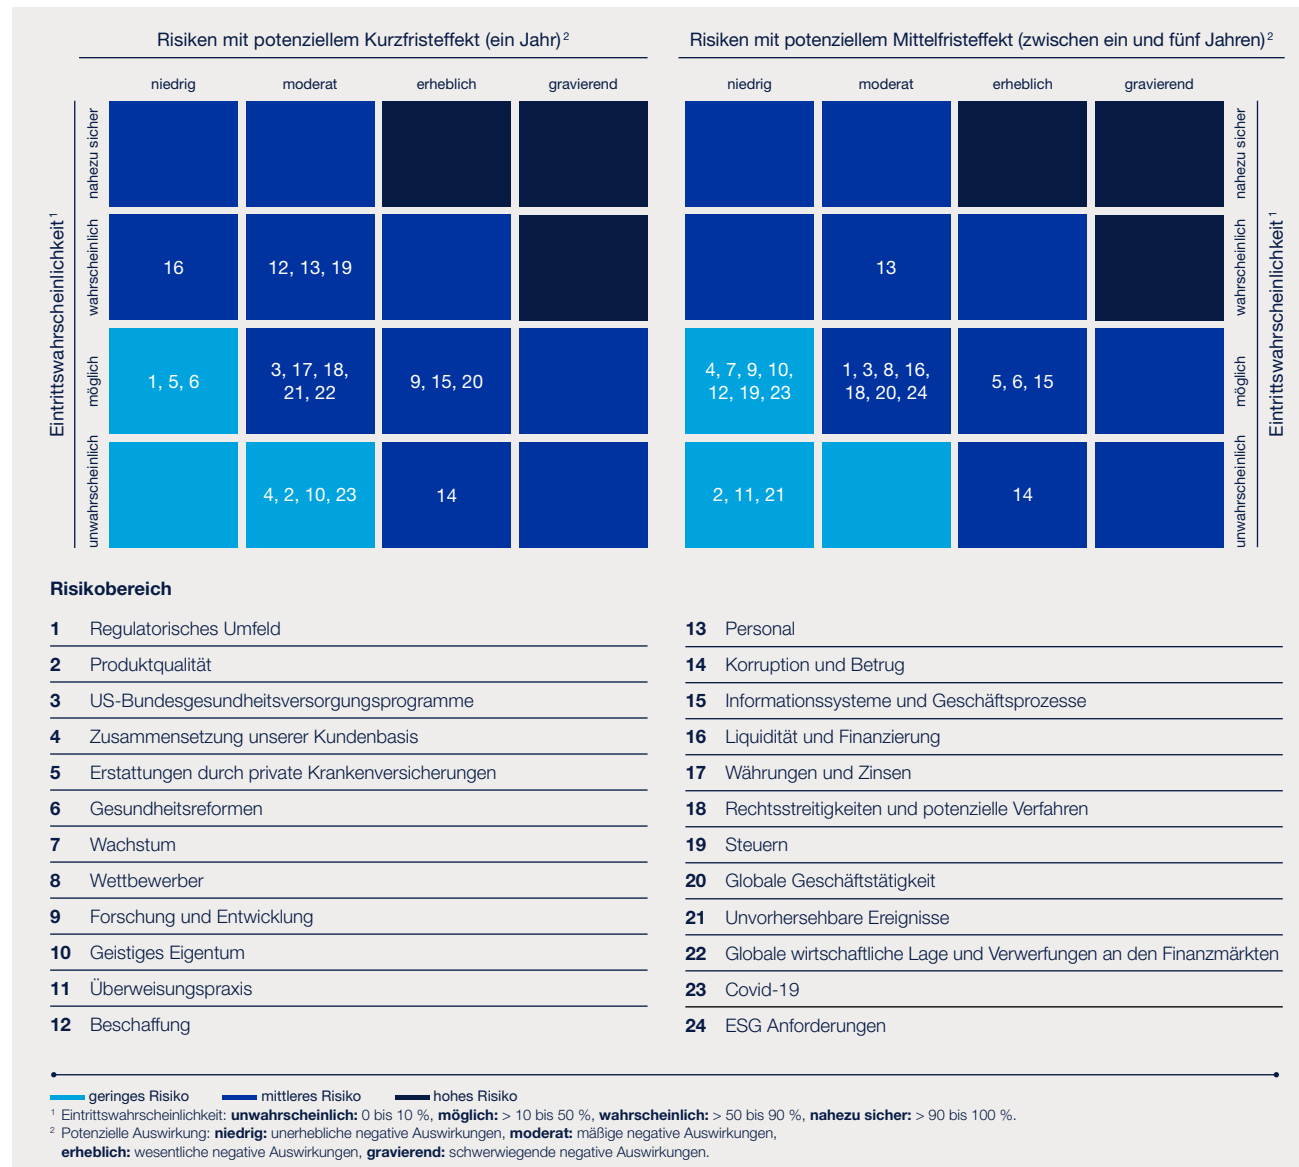 Risiken mit potenziellem Kurzfristeffekt (ein Jahr)²
niedrig moderat erheblich gravierend
Eintrittswahrscheinlichkeit¹
nahezu sicher
wahrscheinlich
16
12, 13, 19
möglich
1, 5, 6
3, 17, 18,
21, 22
9, 15, 20
unwahrscheinlich
4, 2, 10, 23
14
Risiken mit potenziellem Mittelfristeffekt (zwischen ein und fünf Jahren)²
niedrig moderat erheblich gravierend
nahezu sicher
13
wahrscheinlich
4, 7, 9, 10,
12, 19, 23
1, 3, 8, 16,
18, 20, 24
5, 6, 15
möglich
2, 11, 21
14
unwahrscheinlich
Eintrittswahrscheinlichkeit¹
Risikobereich
1 Regulatorisches Umfeld
2 Produktqualität
3 US-Bundesgesundheitsversorgungsprogramme
4 Zusammensetzung unserer Kundenbasis
5 Erstattungen durch private Krankenversicherungen
6 Gesundheitsreformen
7 Wachstum
8 Wettbewerber
9 Forschung und Entwicklung
10 Geistiges Eigentum
11 Überweisungspraxis
12 Beschaffung
13 Personal
14 Korruption und Betrug
15 Informationssysteme und Geschäftsprozesse
16 Liquidität und Finanzierung
17 Währungen und Zinsen
18 Rechtsstreitigkeiten und potenzielle Verfahren
19 Steuern
20 Globale Geschäftstätigkeit
21 Unvorhersehbare Ereignisse
22 Globale wirtschaftliche Lage und Verwerfungen an den Finanzmärkten
23 Covid-19
24 ESG Anforderungen
geringes Risiko mittleres Risiko hohes Risiko
¹ Eintrittswahrscheinlichkeit: unwahrscheinlich: 0 bis 10 %, möglich: > 10 bis 50 %, wahrscheinlich: > 50 bis 90 %, nahezu sicher: > 90 bis 100 %.
² Potenzielle Auswirkung: niedrig: unerhebliche negative Auswirkungen, moderat: mäßige negative Auswirkungen,
erheblich: wesentliche negative Auswirkungen, gravierend: schwerwiegende negative Auswirkungen.